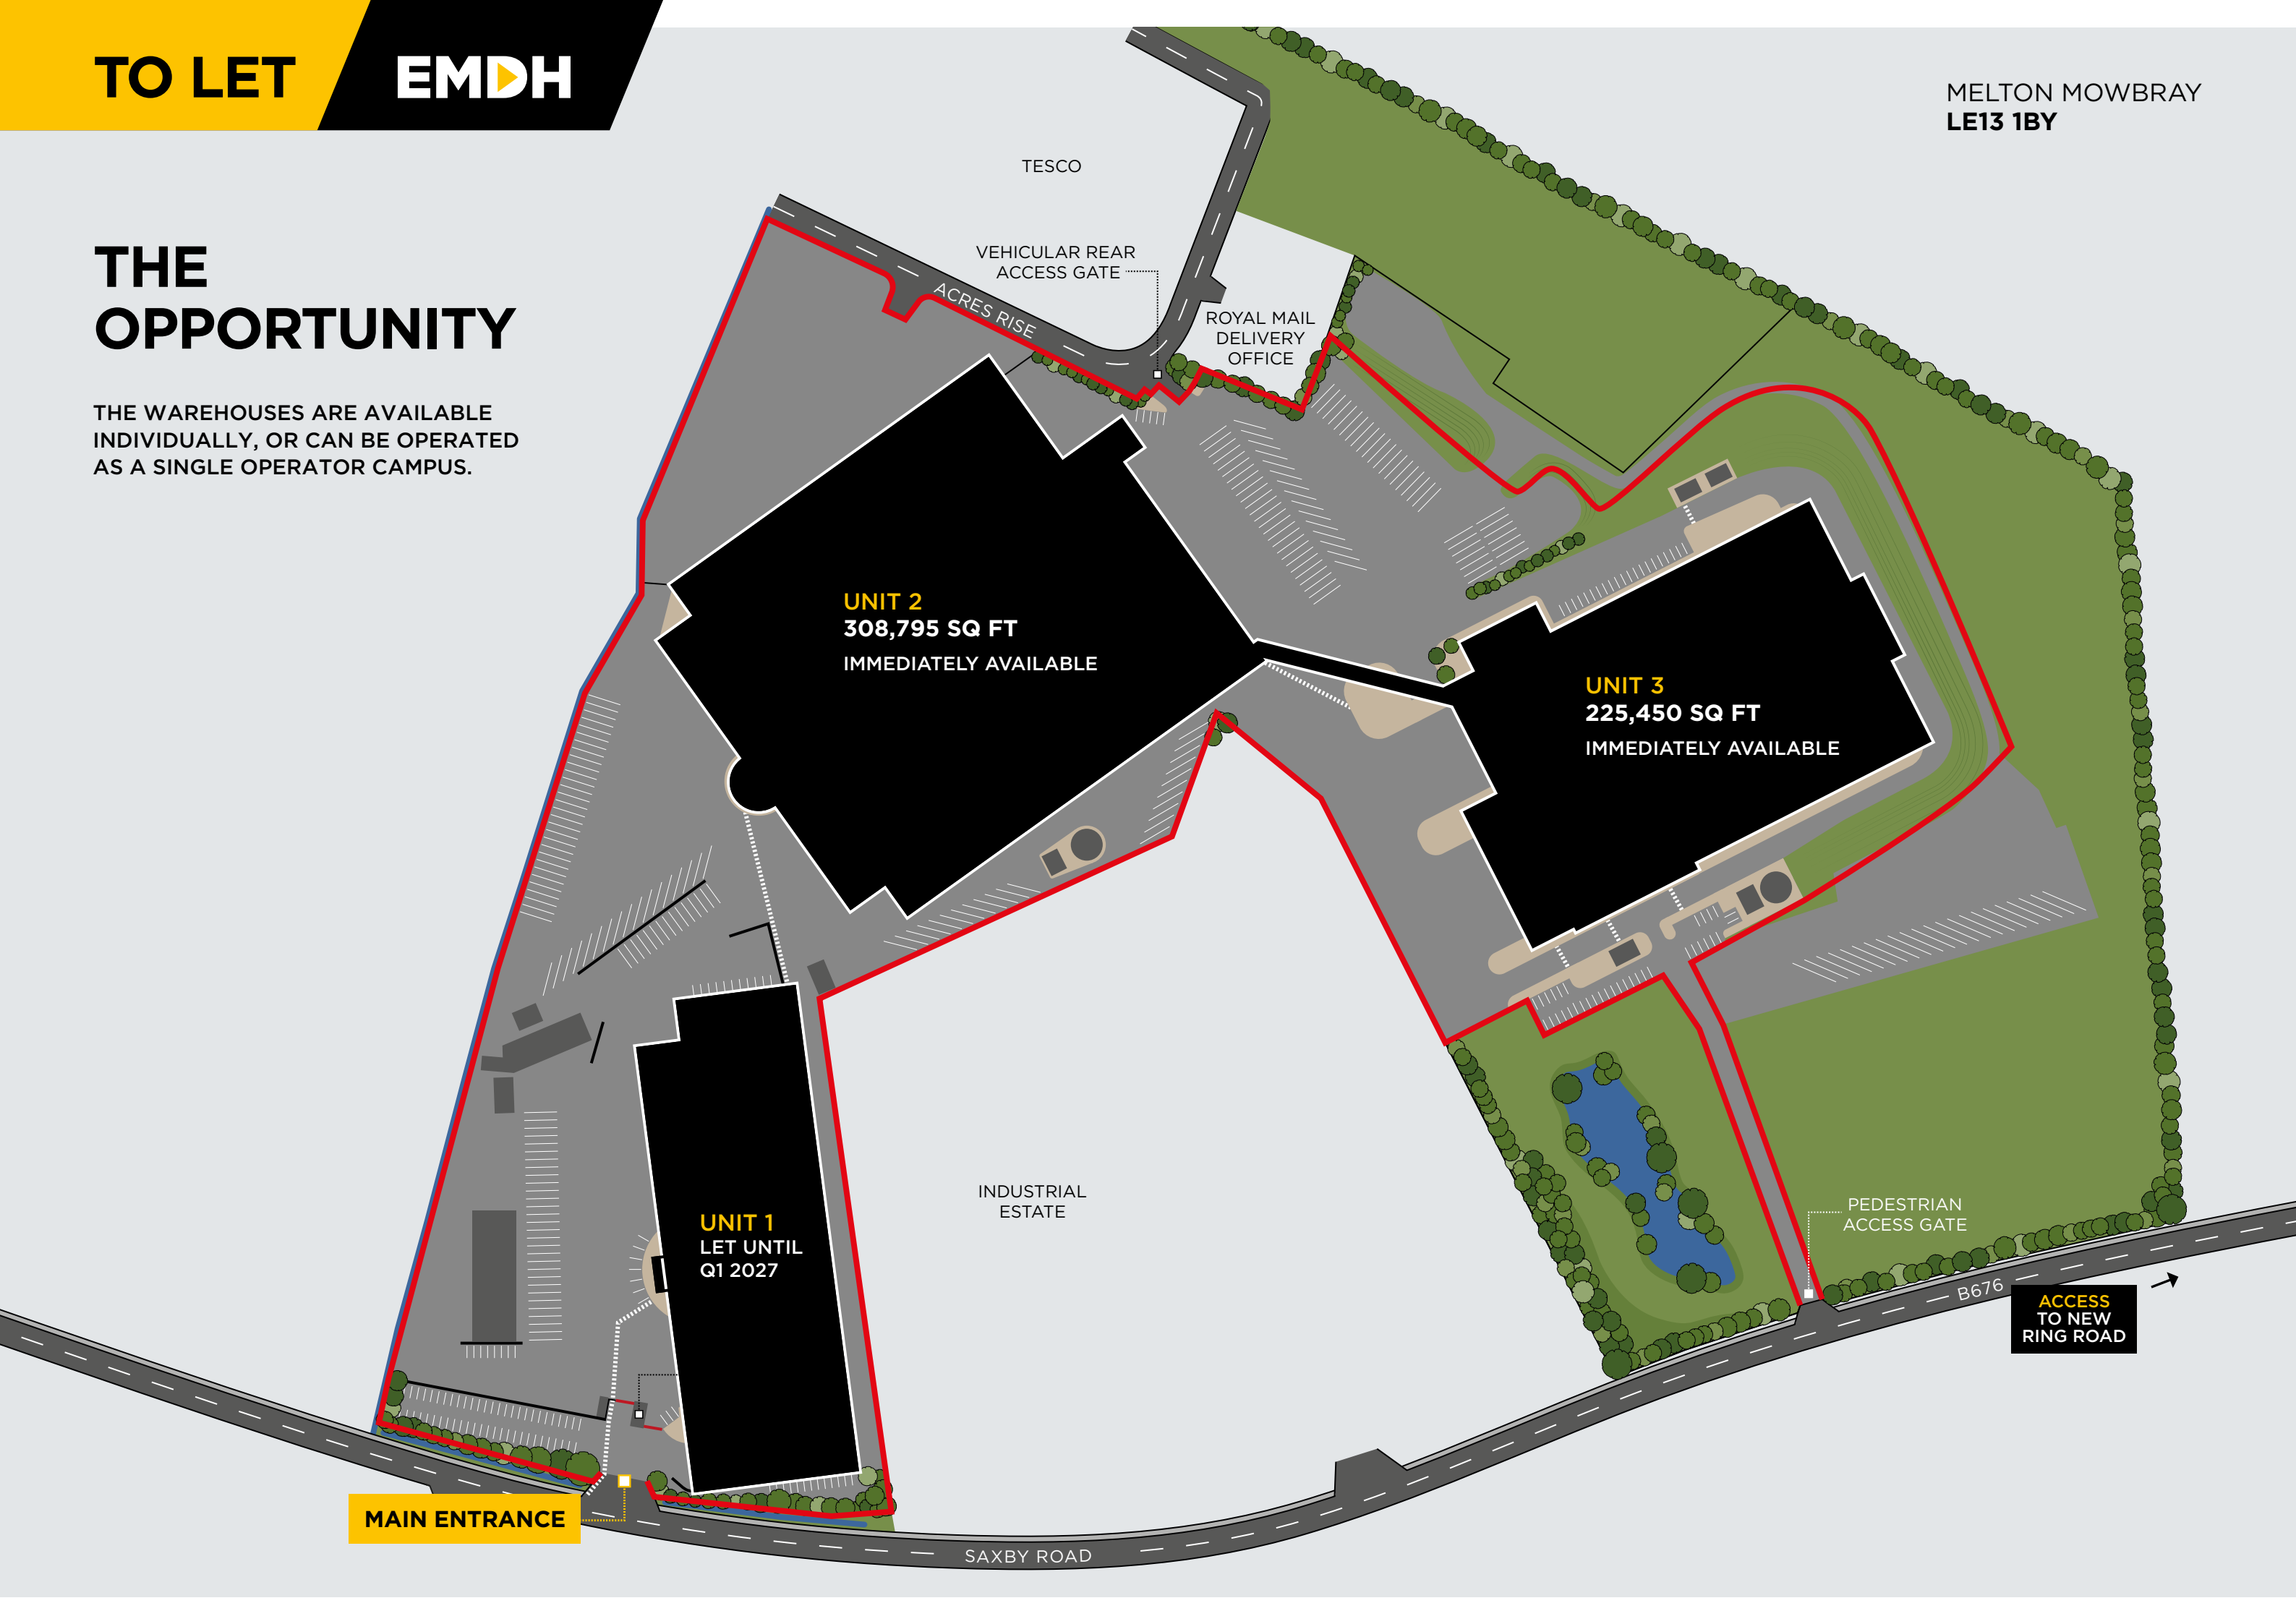 TO LET
EMDH
MELTON MOWBRAY
LE13 1BY
THE
OPPORTUNITY
THE WAREHOUSES ARE AVAILABLE
INDIVIDUALLY, OR CAN BE OPERATED
AS A SINGLE OPERATOR CAMPUS.
TESCO
VEHICULAR REAR
ACCESS GATE
ACRES RISE
ROYAL MAIL
DELIVERY
OFFICE
UNIT 2
308,795 SQ FT
IMMEDIATELY AVAILABLE
UNIT 3
225,450 SQ FT
IMMEDIATELY AVAILABLE
UNIT 1
LET UNTIL
Q1 2027
INDUSTRIAL
ESTATE
PEDESTRIAN
ACCESS GATE
B676
ACCESS
TO NEW
RING ROAD
MAIN ENTRANCE
SAXBY ROAD